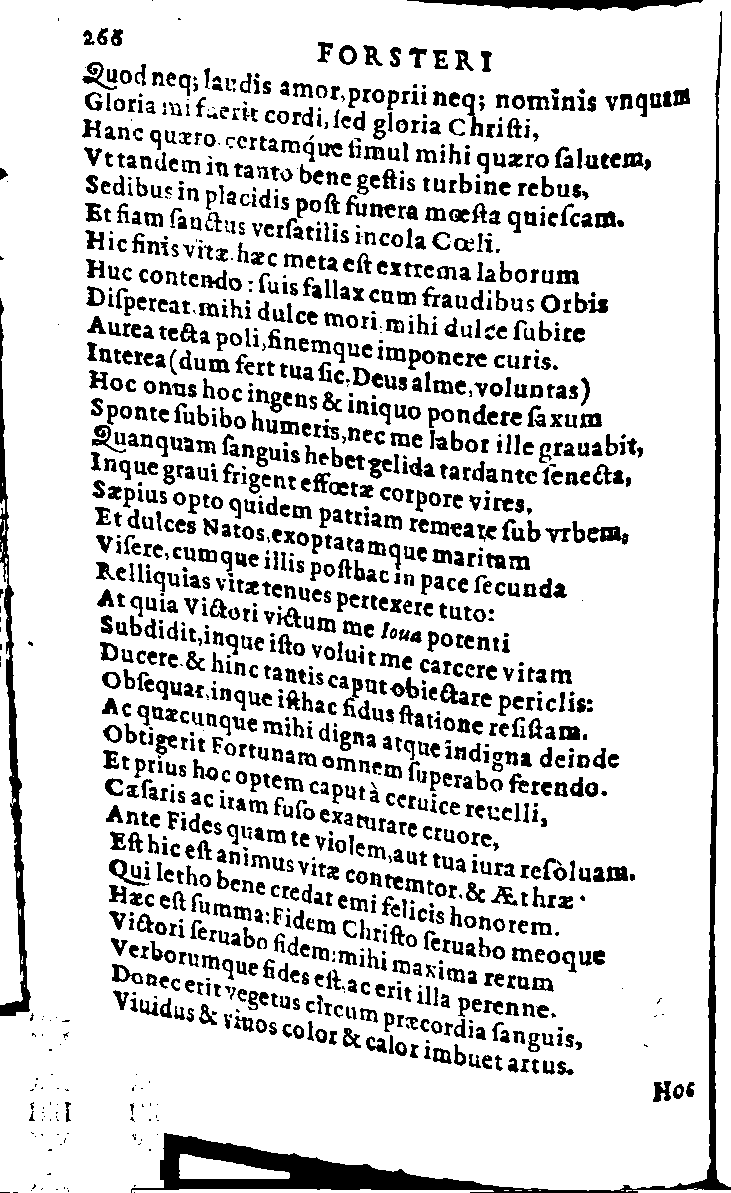 266
FORSTERI
Quod neq; laudis amor, proprii neq; nominis vnquam
Gloria mi fuerit cordi, ſed gloria Chriſti,
Hanc quæro. certamq́ue ſimul mihi quæro ſalutem,
Vt tandem in tanto bene geſtis turbine rebus,
Sedibus in placidis poſt funera mœſta quieſcam.
Et fiam ſanctus verſatilis incola Cœli.
Hic finis vitæ. hæc meta eſt extrema laborum
Huc contendo: ſuis fallax cum fraudibus Orbis
Diſpereat. mihi dulce mori, mihi dulce ſubire
Aurea tecta poli, finemque imponere curis.
Interea (dum fert tua ſic, Deus alme, voluntas)
Hoc onus hoc ingens & iniquo pondere ſaxum
Sponte ſubibo humeris, nec me labor ille grauabit,
Quanquam ſanguis hebet gelida tardante ſenecta,
Inque graui frigent effœtæ corpore vires.
Sæpius opto quidem patriam remeare ſub vrbem,
Et dulces Natos, exoptatamque maritam
Viſere, cumque illis poſthac in pace ſecunda
Relliquias vitæ tenues pertexere tuto:
At quia Victori victum me Ioua potenti
Subdidit, inque iſto voluit me carcere vitam
Ducere. & hinc tantis caput obiectare periclis:
Obſequar, inque iſthac fidus ſtatione reſiſtam.
Ac quæcunque mihi digna atque indigna deinde
Obtigerit Fortunam omnem ſuperabo ferendo.
Et prius hoc optem caput à ceruice reuelli,
Cæſaris ac iram fuſo exaturare cruore,
Ante Fides quam te violem, aut tua iura reſòluam.
Eſt hic eſt animus vitæ contemtor. & Æthræ
Qui letho bene credat emi felicis honorem.
Hæc eſt ſumma: Fidem Chriſto ſeruabo meoque
Victori ſeruabo fidem: mihi maxima rerum
Verborumque fides eſt, ac erit illa perenne.
Donec erit vegetus circum præcordia ſanguis,
Viuidus & viuos color & calor imbuet artus.
Hos